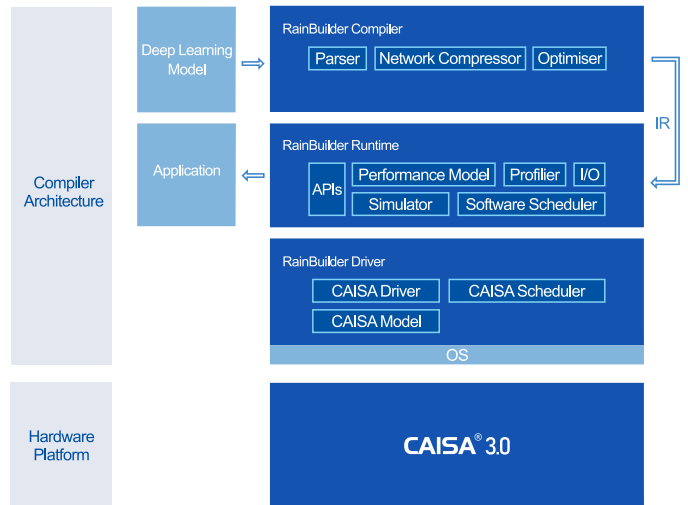 Deep Learning
Model
RainBuilder Compiler
Parser
Network Compressor
Optimiser
IR
Compiler
Architecture
Application
RainBuilder Runtime
APIs
Performance Model
Profilier
I/O
Simulator
Software Scheduler
RainBuilder Driver
CAISA Driver
CAISA Scheduler
CAISA Model
OS
Hardware
Platform
CAISA® 3.0